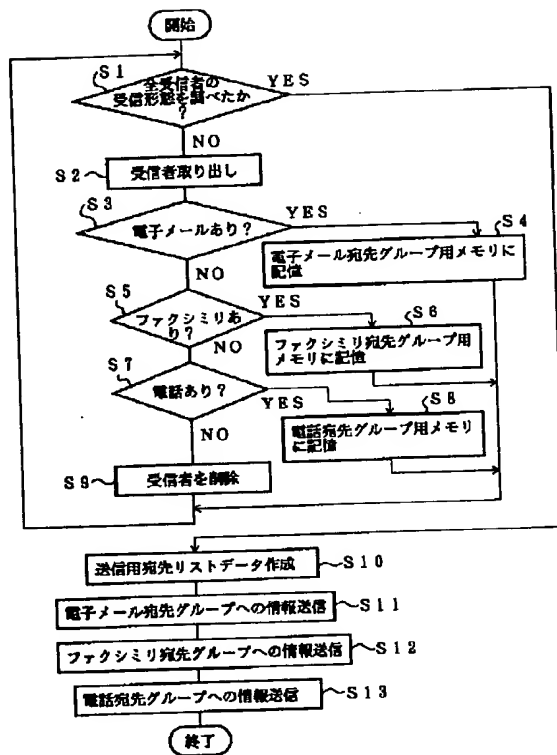 開始
S1
全受信者の
受信形態を調べたか
?
YES
NO
S2
受信者取り出し
S3
電子メールあり?
YES
NO
S4
電子メール宛先グループ用メモリに
記憶
S5
ファクシミリあ
り?
YES
NO
S6
ファクシミリ宛先グループ用
メモリに記憶
S7
電話あり?
YES
NO
S8
電話宛先グループ用メモリ
に記憶
S9
受信者を削除
送信用宛先リストデータ作成
S10
電子メール宛先グループへの情報送信
S11
ファクシミリ宛先グループへの情報送信
S12
電話宛先グループへの情報送信
S13
終了